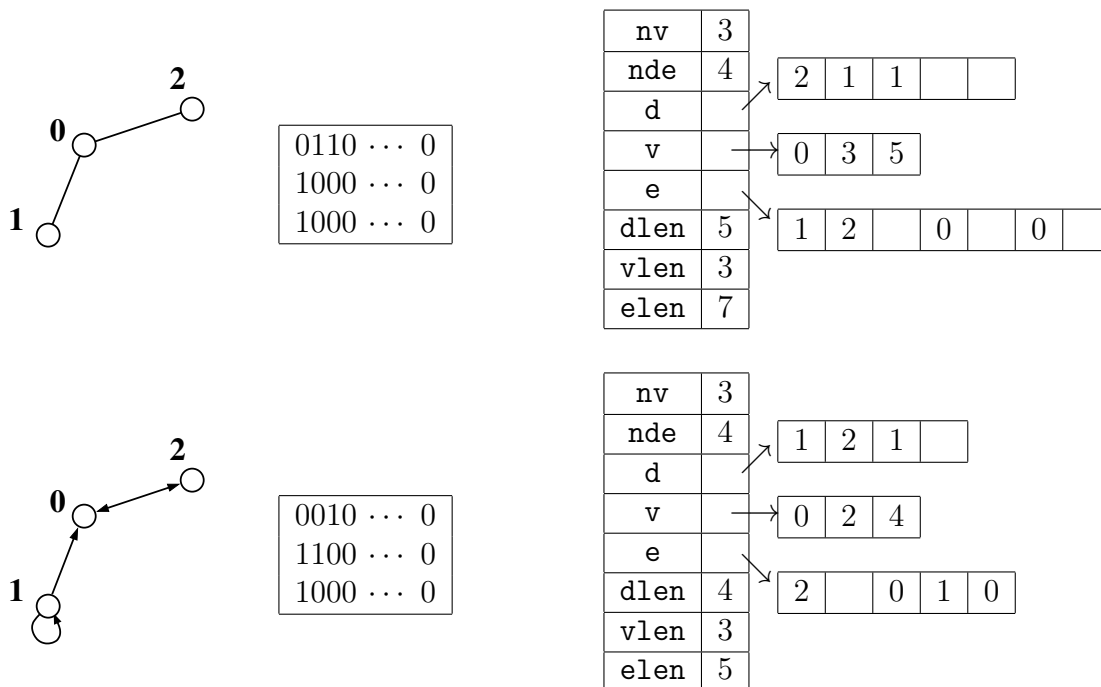 2
0
1
0110 ··· 0
1000 ··· 0
1000 ··· 0
nv 3
nde 4
d
v
e
dlen 5
vlen 3
elen 7
2 1 1
0 3 5
1 2 0 0
2
0
1
0010 ··· 0
1100 ··· 0
1000 ··· 0
nv 3
nde 4
d
v
e
dlen 4
vlen 3
elen 5
1 2 1
0 2 4
2 0 1 0